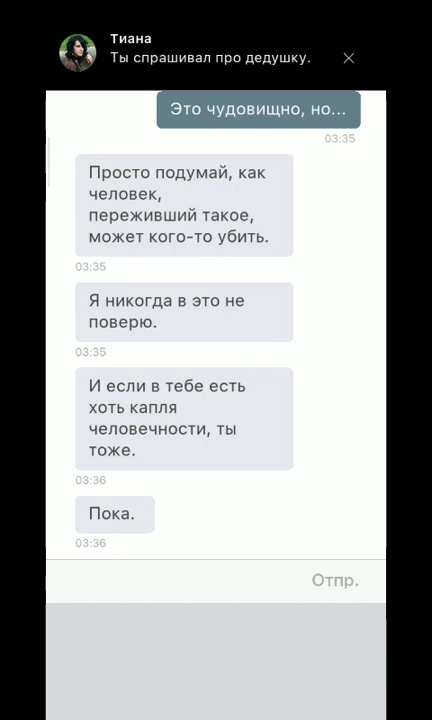 Тиана
Ты спрашивал про дедушку.
Это чудовищно, но...
03:35
Просто подумай, как
человек,
переживший такое,
может кого-то убить.
03:35
Я никогда в это не
поверю.
03:35
И если в тебе есть
хоть капля
человечности, ты
тоже.
03:36
Пока.
03:36
Отпр.